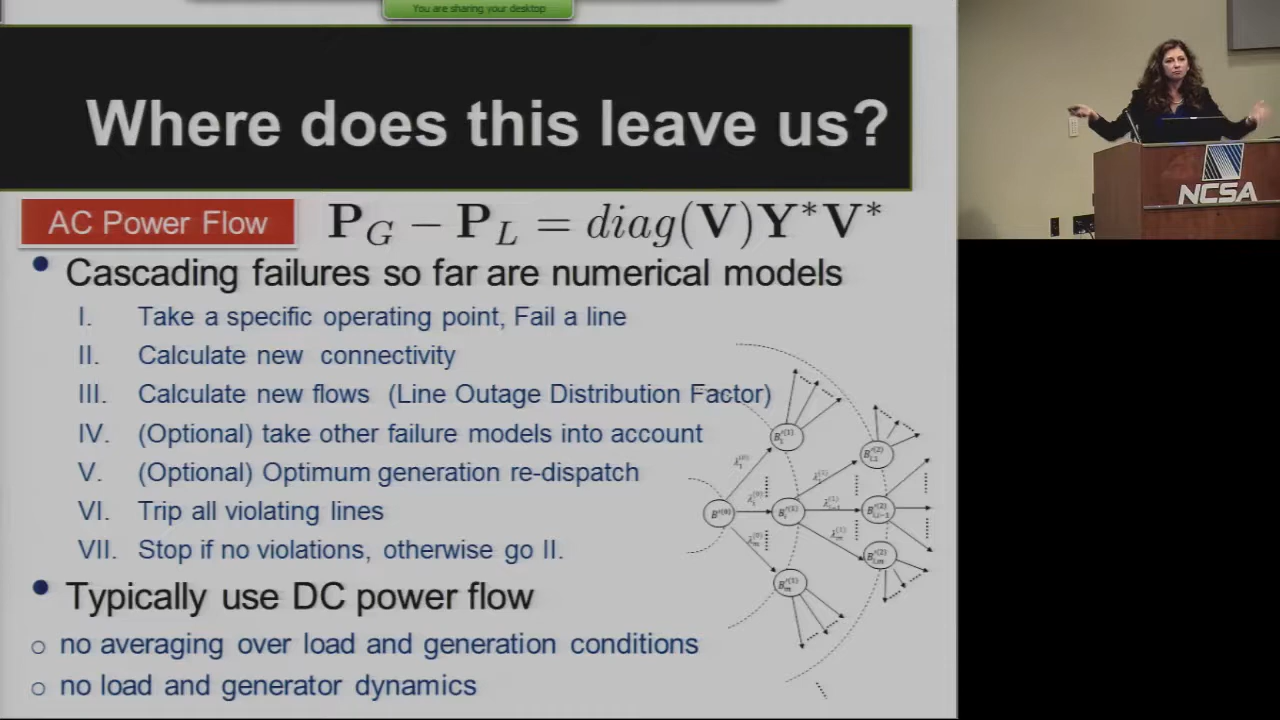 You are sharing your desktop
Where does this leave us?
AC Power Flow
P_G − P_L = diag(V)Y*V*
• Cascading failures so far are numerical models
I. Take a specific operating point, Fail a line
II. Calculate new connectivity
III. Calculate new flows (Line Outage Distribution Factor)
IV. (Optional) take other failure models into account
V. (Optional) Optimum generation re-dispatch
VI. Trip all violating lines
VII. Stop if no violations, otherwise go II.
• Typically use DC power flow
o no averaging over load and generation conditions
o no load and generator dynamics
NCSA